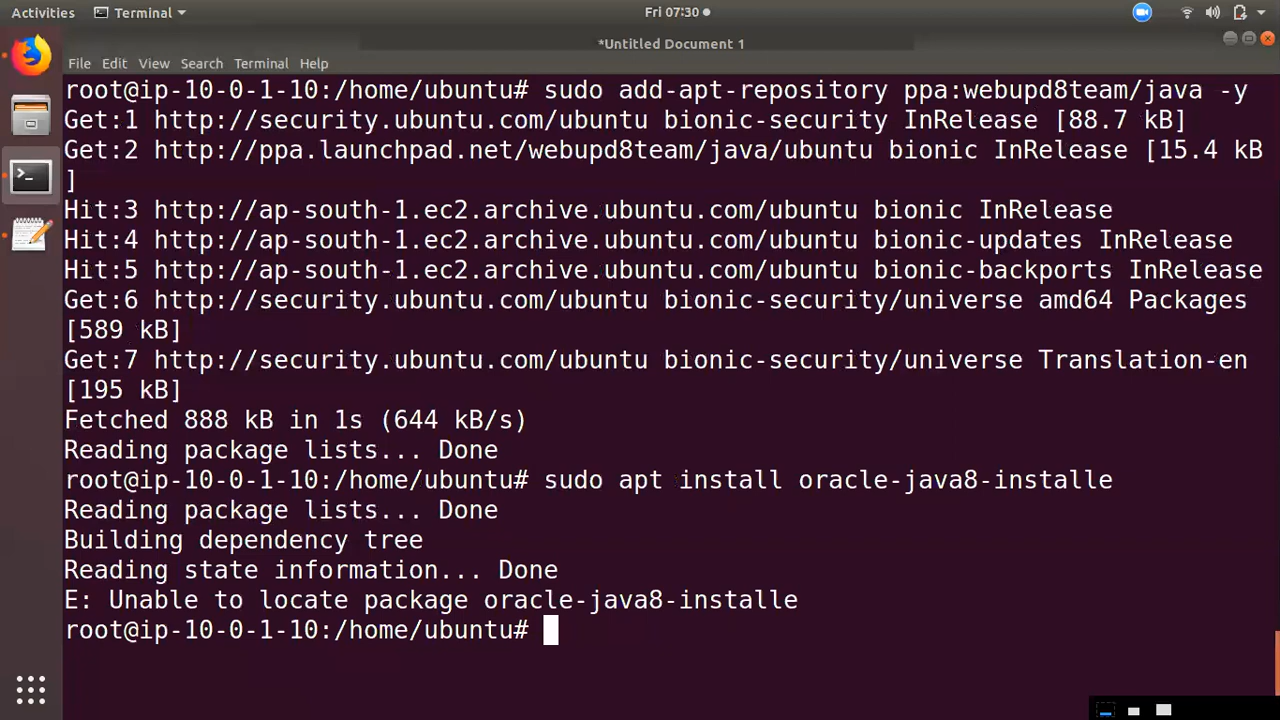 Activities Terminal Fri 07:30
*Untitled Document 1
File Edit View Search Terminal Help
root@ip-10-0-1-10:/home/ubuntu# sudo add-apt-repository ppa:webupd8team/java -y
Get:1 http://security.ubuntu.com/ubuntu bionic-security InRelease [88.7 kB]
Get:2 http://ppa.launchpad.net/webupd8team/java/ubuntu bionic InRelease [15.4 kB
]
Hit:3 http://ap-south-1.ec2.archive.ubuntu.com/ubuntu bionic InRelease
Hit:4 http://ap-south-1.ec2.archive.ubuntu.com/ubuntu bionic-updates InRelease
Hit:5 http://ap-south-1.ec2.archive.ubuntu.com/ubuntu bionic-backports InRelease
Get:6 http://security.ubuntu.com/ubuntu bionic-security/universe amd64 Packages
[589 kB]
Get:7 http://security.ubuntu.com/ubuntu bionic-security/universe Translation-en
[195 kB]
Fetched 888 kB in 1s (644 kB/s)
Reading package lists... Done
root@ip-10-0-1-10:/home/ubuntu# sudo apt install oracle-java8-installe
Reading package lists... Done
Building dependency tree
Reading state information... Done
E: Unable to locate package oracle-java8-installe
root@ip-10-0-1-10:/home/ubuntu#